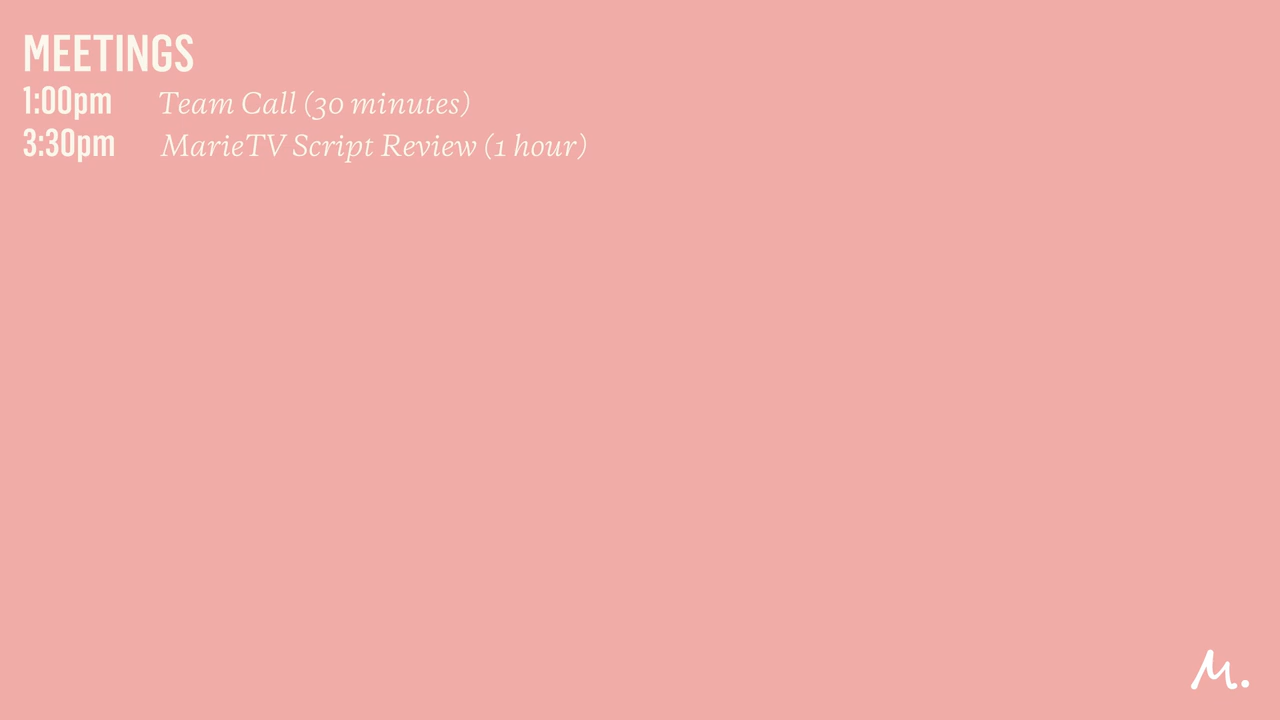 MEETINGS
1:00pm Team Call (30 minutes)
3:30pm MarieTV Script Review (1 hour)
M.